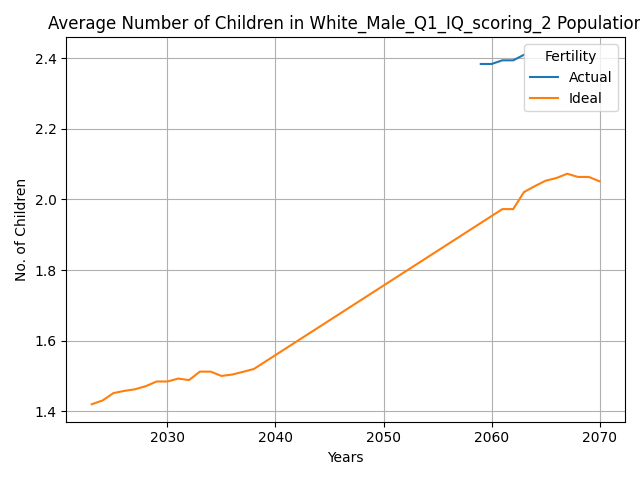 Average Number of Children in White_Male_Q1_IQ_scoring_2 Population
Fertility
Actual
Ideal
No. of Children
2.4
2.2
2.0
1.8
1.6
1.4
2030
2040
2050
2060
2070
Years